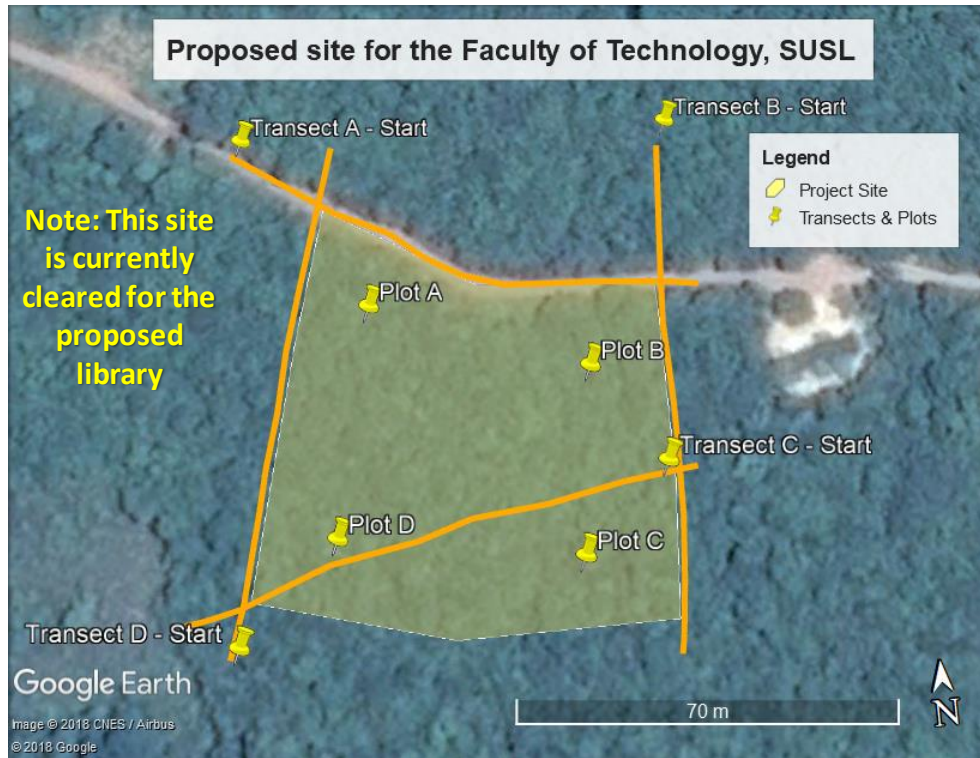 Proposed site for the Faculty of Technology, SUSL
Transect A - Start
Transect B - Start
Legend
Project Site
Transects & Plots
Note: This site
is currently
cleared for the
proposed
library
Plot A
Plot B
Transect C - Start
Plot D
Plot C
Transect D - Start
Google Earth
Image © 2018 CNES / Airbus
© 2018 Google
70 m
N